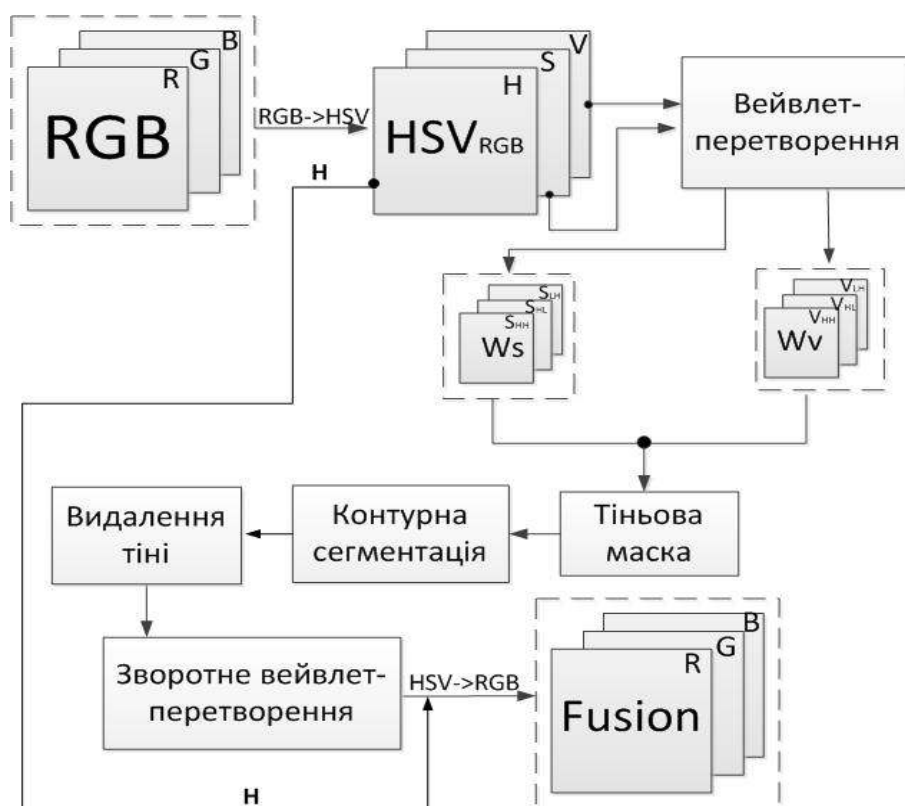 B
G
R
RGB
RGB->HSV
V
S
H
HSVRGB
Вейвлет-
перетворення
H
SLH
SHL
SHH
Ws
VLH
VHL
VHH
Wv
Видалення
тіні
Контурна
сегментація
Тіньова
маска
Зворотне вейвлет-
перетворення
HSV->RGB
B
G
R
Fusion
H